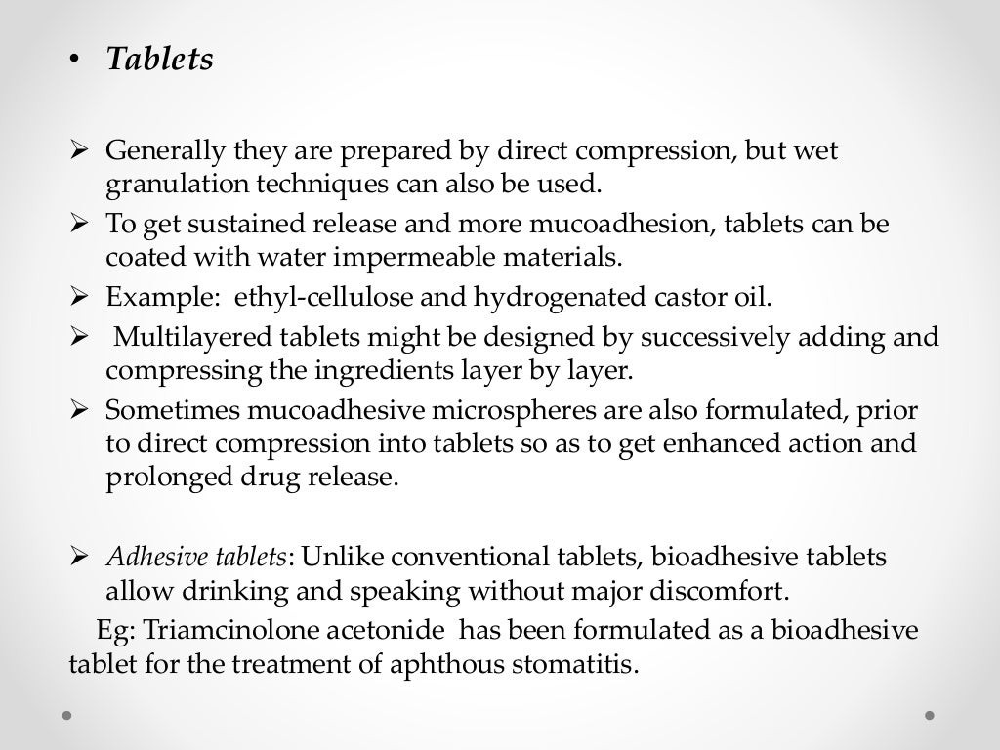 • Tablets
➢ Generally they are prepared by direct compression, but wet
granulation techniques can also be used.
➢ To get sustained release and more mucoadhesion, tablets can be
coated with water impermeable materials.
➢ Example:  ethyl-cellulose and hydrogenated castor oil.
➢  Multilayered tablets might be designed by successively adding and
compressing the ingredients layer by layer.
➢ Sometimes mucoadhesive microspheres are also formulated, prior
to direct compression into tablets so as to get enhanced action and
prolonged drug release.
➢ Adhesive tablets: Unlike conventional tablets, bioadhesive tablets
allow drinking and speaking without major discomfort.
Eg: Triamcinolone acetonide  has been formulated as a bioadhesive
tablet for the treatment of aphthous stomatitis.